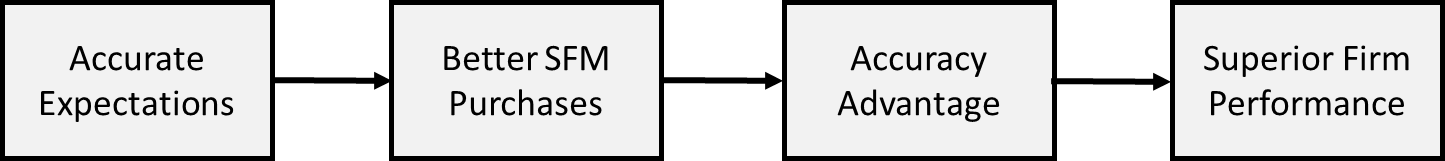 Accurate
Expectations
Better SFM
Purchases
Accuracy
Advantage
Superior Firm
Performance